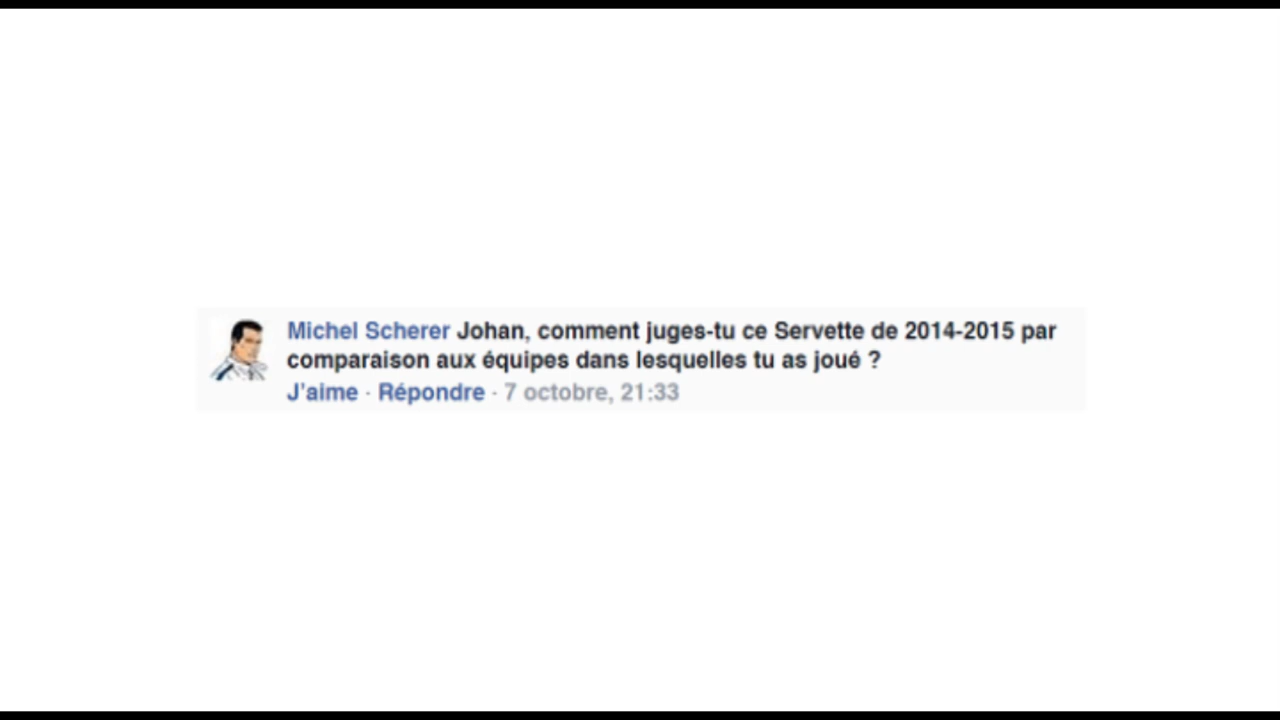 Michel Scherer Johan, comment juges-tu ce Servette de 2014-2015 par
comparaison aux équipes dans lesquelles tu as joué ?
J'aime · Répondre · 7 octobre, 21:33